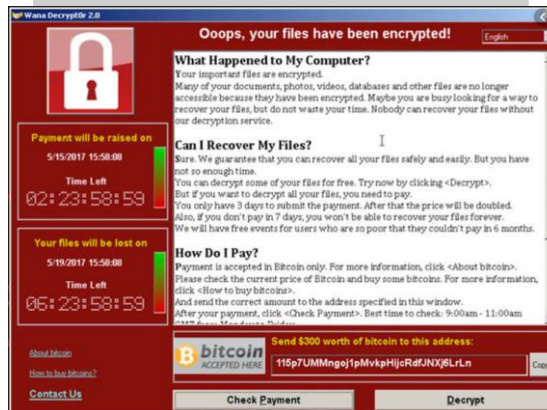 Wana Decrypt0r 2.0
Ooops, your files have been encrypted!
English
What Happened to My Computer?
Your important files are encrypted.
Many of your documents, photos, videos, databases and other files are no longer
accessible because they have been encrypted. Maybe you are busy looking for a way to
recover your files, but do not waste your time. Nobody can recover your files without
our decryption service.
Can I Recover My Files?
Sure. We guarantee that you can recover all your files safely and easily. But you have
not so enough time.
You can decrypt some of your files for free. Try now by clicking <Decrypt>.
But if you want to decrypt all your files, you need to pay.
You only have 3 days to submit the payment. After that the price will be doubled.
Also, if you don't pay in 7 days, you won't be able to recover your files forever.
We will have free events for users who are so poor that they couldn't pay in 6 months.
How Do I Pay?
Payment is accepted in Bitcoin only. For more information, click <About bitcoin>.
Please check the current price of Bitcoin and buy some bitcoins. For more information,
click <How to buy bitcoins>.
And send the correct amount to the address specified in this window.
After your payment, click <Check Payment>. Best time to check: 9:00am - 11:00am
GMT from Monday to Friday.
Payment will be raised on
5/15/2017 15:58:08
Time Left
02:23:58:59
Your files will be lost on
5/19/2017 15:58:08
Time Left
06:23:58:59
About bitcoin
How to buy bitcoins?
Contact Us
bitcoin
ACCEPTED HERE
Send $300 worth of bitcoin to this address:
115p7UMMngoj1pMvkpHijcRdfJNXj6LrLn
Copy
Check Payment
Decrypt